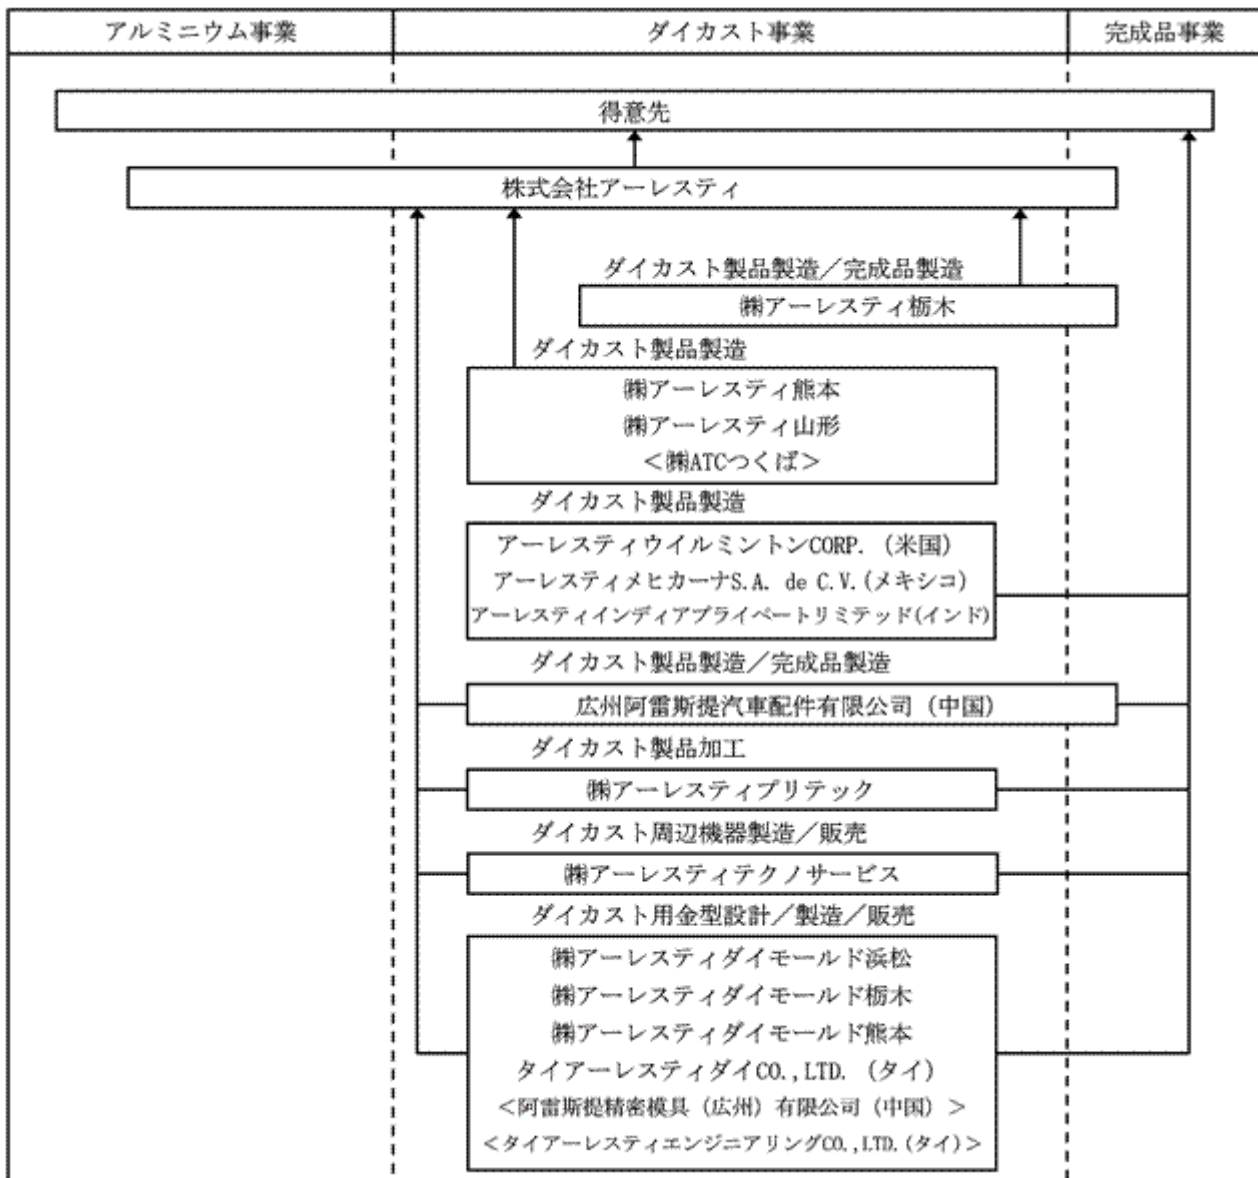 アルミニウム事業
ダイカスト事業
完成品事業
得意先
株式会社アーレスティ
ダイカスト製品製造／完成品製造
㈱アーレスティ栃木
ダイカスト製品製造
㈱アーレスティ熊本
㈱アーレスティ山形
＜㈱ATCつくば＞
ダイカスト製品製造
アーレスティウイルミントンCORP.（米国）
アーレスティメヒカーナS.A. de C.V.(メキシコ)
アーレスティインディアプライベートリミテッド(インド)
ダイカスト製品製造／完成品製造
広州阿雷斯提汽車配件有限公司（中国）
ダイカスト製品加工
㈱アーレスティプリテック
ダイカスト周辺機器製造／販売
㈱アーレスティテクノサービス
ダイカスト用金型設計／製造／販売
㈱アーレスティダイモールド浜松
㈱アーレスティダイモールド栃木
㈱アーレスティダイモールド熊本
タイアーレスティダイCO.,LTD.（タイ）
＜阿雷斯提精密模具（広州）有限公司（中国）＞
＜タイアーレスティエンジニアリングCO.,LTD.(タイ)＞